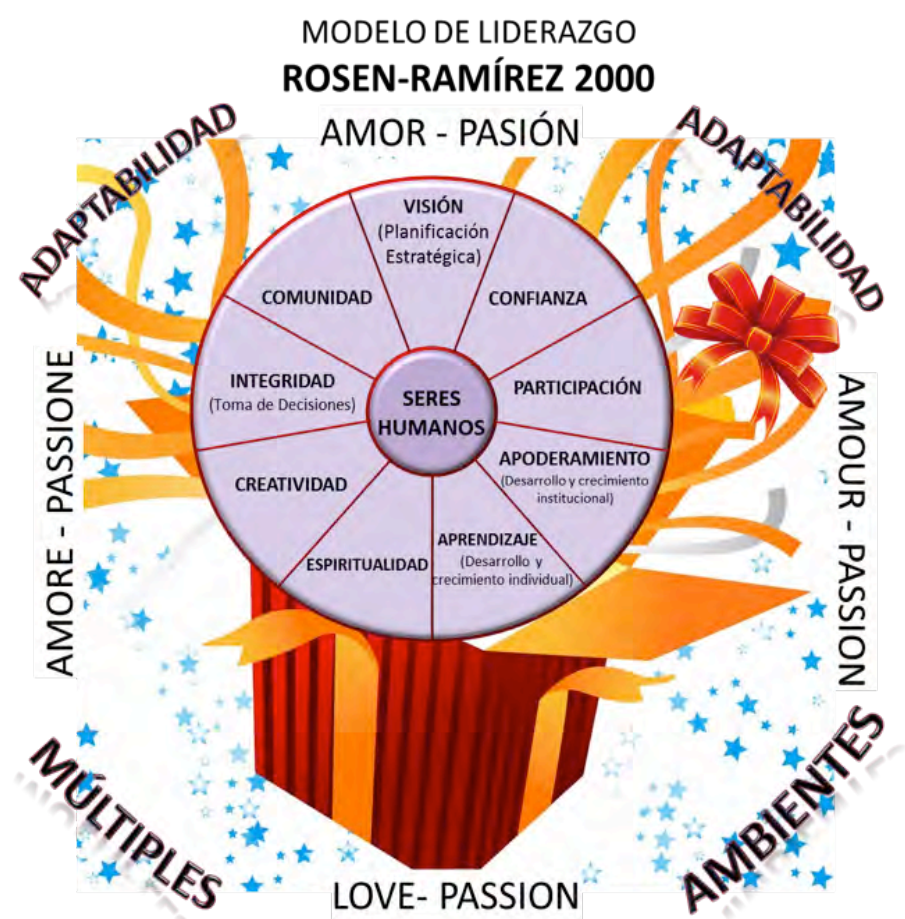 MODELO DE LIDERAZGO
ROSEN-RAMÍREZ 2000
AMOR - PASIÓN
ADAPTABILIDAD
ADAPTABILIDAD
VISIÓN
(Planificación
Estratégica)
COMUNIDAD
CONFIANZA
INTEGRIDAD
(Toma de Decisiones)
PARTICIPACIÓN
SERES
HUMANOS
APODERAMIENTO
(Desarrollo y crecimiento
institucional)
CREATIVIDAD
APRENDIZAJE
(Desarrollo y
crecimiento individual)
ESPIRITUALIDAD
AMORE - PASSIONE
AMOUR - PASSION
MÚLTIPLES
AMBIENTES
LOVE- PASSION